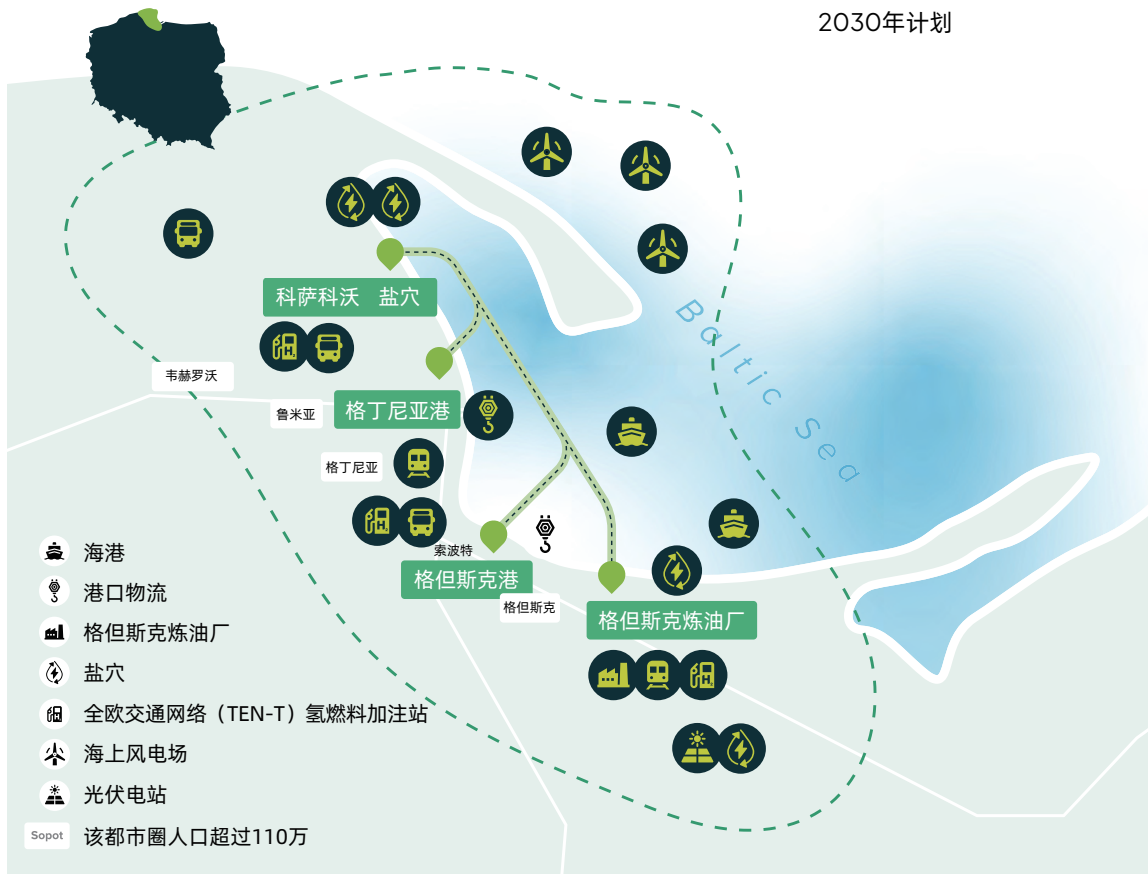 2030年计划
科萨科沃 盐穴
韦赫罗沃
鲁米亚
格丁尼亚港
格丁尼亚
Baltic Sea
索波特
格但斯克港
格但斯克
格但斯克炼油厂
海港
港口物流
格但斯克炼油厂
盐穴
全欧交通网络（TEN-T）氢燃料加注站
海上风电场
光伏电站
Sopot 该都市圈人口超过110万